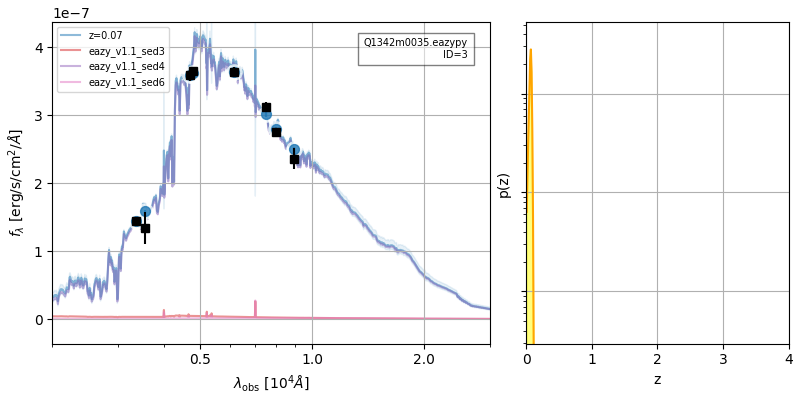 1e−7
z=0.07
eazy_v1.1_sed3
eazy_v1.1_sed4
eazy_v1.1_sed6
Q1342m0035.eazypy
ID=3
4
3
2
1
0
0.5
1.0
2.0
f_λ [erg/s/cm²/Å]
λ_obs [10⁴Å]
p(z)
0
1
2
3
4
z